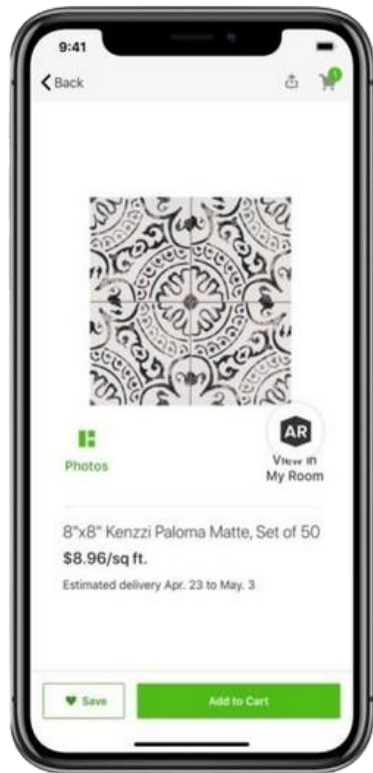 9:41
Back
1
AR
Photos
View in
My Room
8"x8" Kenzzi Paloma Matte, Set of 50
$8.96/sq ft.
Estimated delivery Apr. 23 to May. 3
Save
Add to Cart